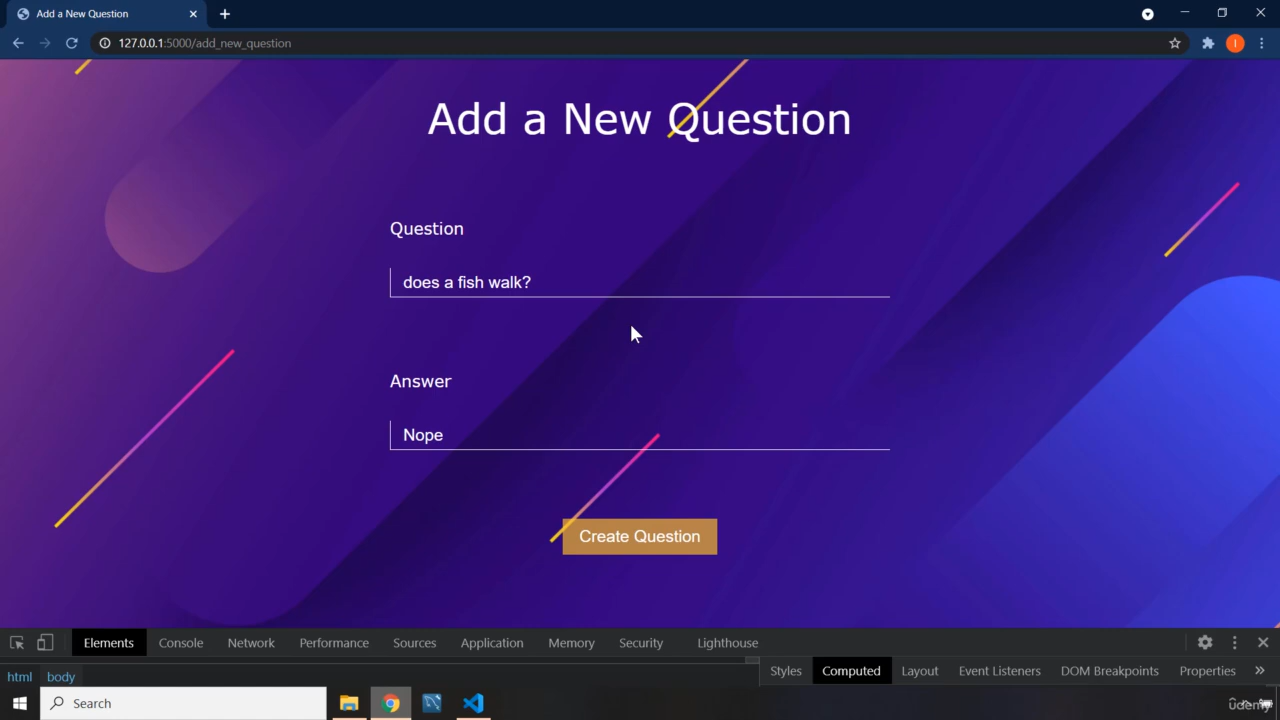 Add a New Question
127.0.0.1:5000/add_new_question
Add a New Question
Question
does a fish walk?
Answer
Nope
Create Question
Elements Console Network Performance Sources Application Memory Security Lighthouse
html body
Styles Computed Layout Event Listeners DOM Breakpoints Properties
Search
udemy